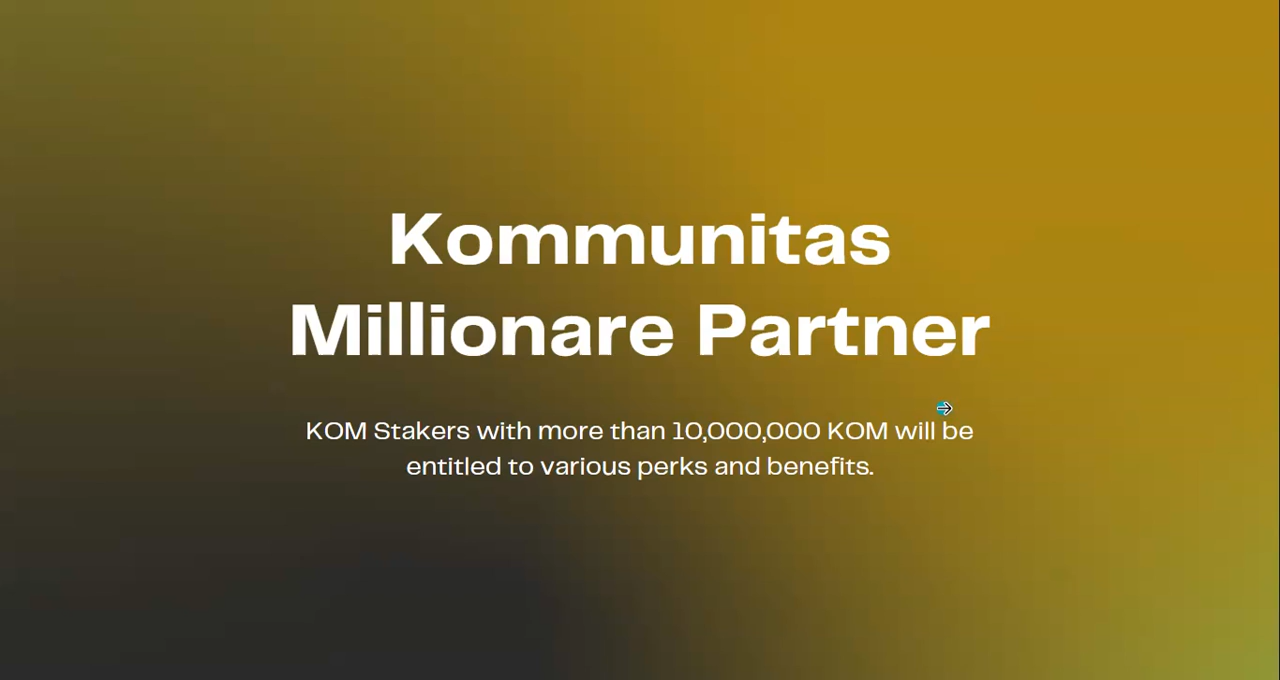 Kommunitas
Millionare Partner
KOM Stakers with more than 10,000,000 KOM will be
entitled to various perks and benefits.